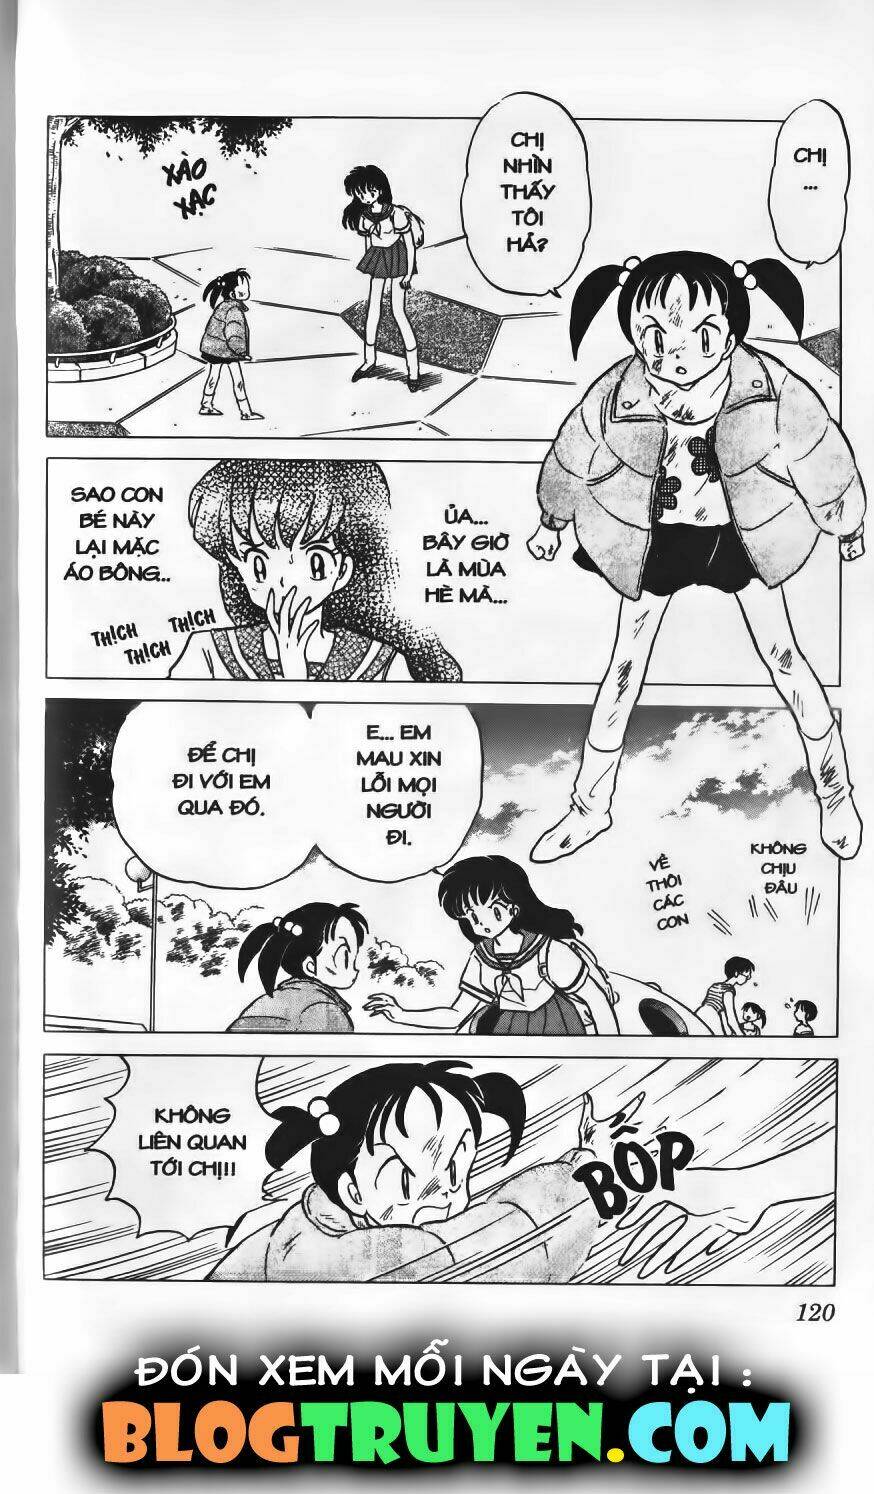 CHỊ
...
CHỊ
NHÌN
THẤY
TÔI
HẢ?
XÀO
XẠC
ỦA...
BÂY GIỜ
LÀ MÙA
HÈ MÀ...
SAO CON
BÉ NÀY
LẠI MẶC
ÁO BÔNG..
THỊCH
THỊCH
THỊCH
E... EM
MAU XIN
LỖI MỌI
NGƯỜI
ĐI.
ĐỂ CHỊ
ĐI VỚI EM
QUA ĐÓ.
KHÔNG
CHỊU
ĐÂU
VỀ
THÔI
CÁC
CON
KHÔNG
LIÊN QUAN
TỚI CHỊ!!!
BỐP
120
ĐÓN XEM MỖI NGÀY TẠI :
BLOGTRUYEN.COM